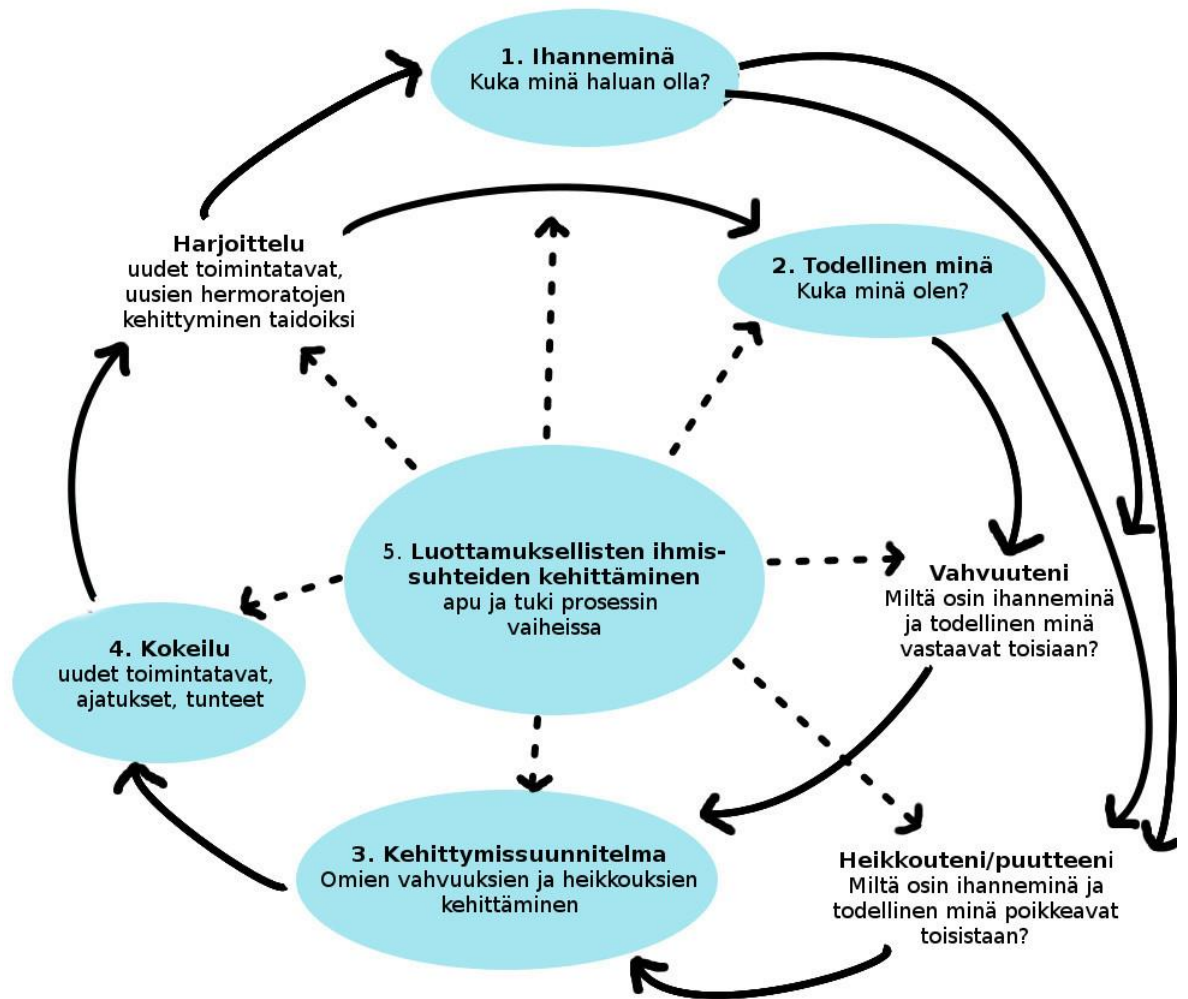 1. Ihanneminä
Kuka minä haluan olla?
2. Todellinen minä
Kuka minä olen?
Vahvuuteni
Miltä osin ihanneminä
ja todellinen minä
vastaavat toisiaan?
Heikkouteni/puutteeni
Miltä osin ihanneminä ja
todellinen minä poikkeavat
toisistaan?
3. Kehittymissuunnitelma
Omien vahvuuksien ja heikkouksien
kehittäminen
4. Kokeilu
uudet toimintatavat,
ajatukset, tunteet
Harjoittelu
uudet toimintatavat,
uusien hermoratojen
kehittyminen taidoiksi
5. Luottamuksellisten ihmis-
suhteiden kehittäminen
apu ja tuki prosessin
vaiheissa